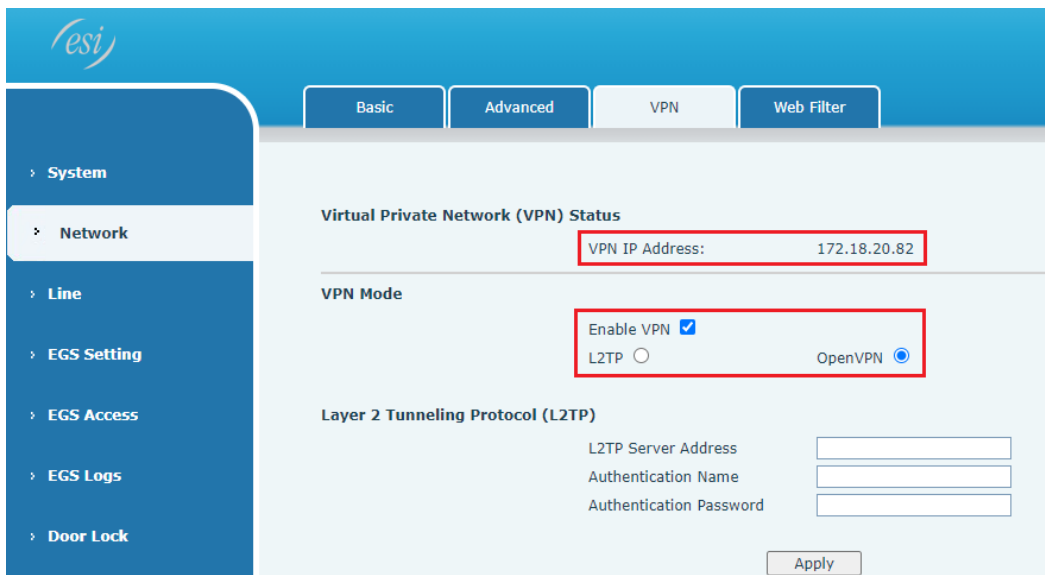 esi
Basic Advanced VPN Web Filter
› System
› Network
› Line
› EGS Setting
› EGS Access
› EGS Logs
› Door Lock
Virtual Private Network (VPN) Status
VPN IP Address: 172.18.20.82
VPN Mode
Enable VPN
L2TP OpenVPN
Layer 2 Tunneling Protocol (L2TP)
L2TP Server Address
Authentication Name
Authentication Password
Apply